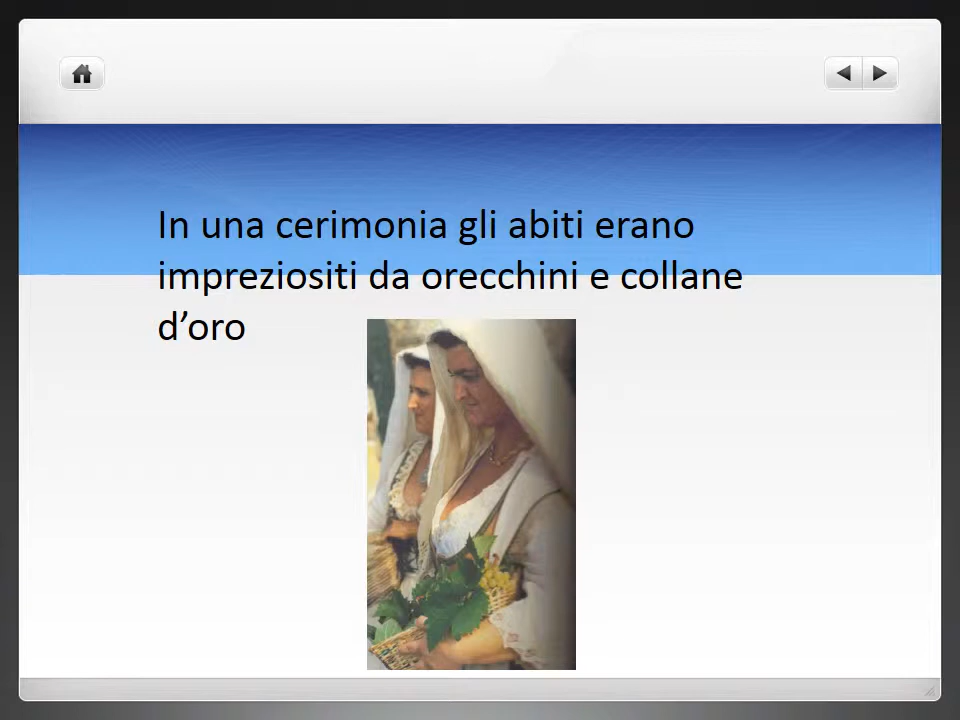 In una cerimonia gli abiti erano
impreziositi da orecchini e collane
d’oro